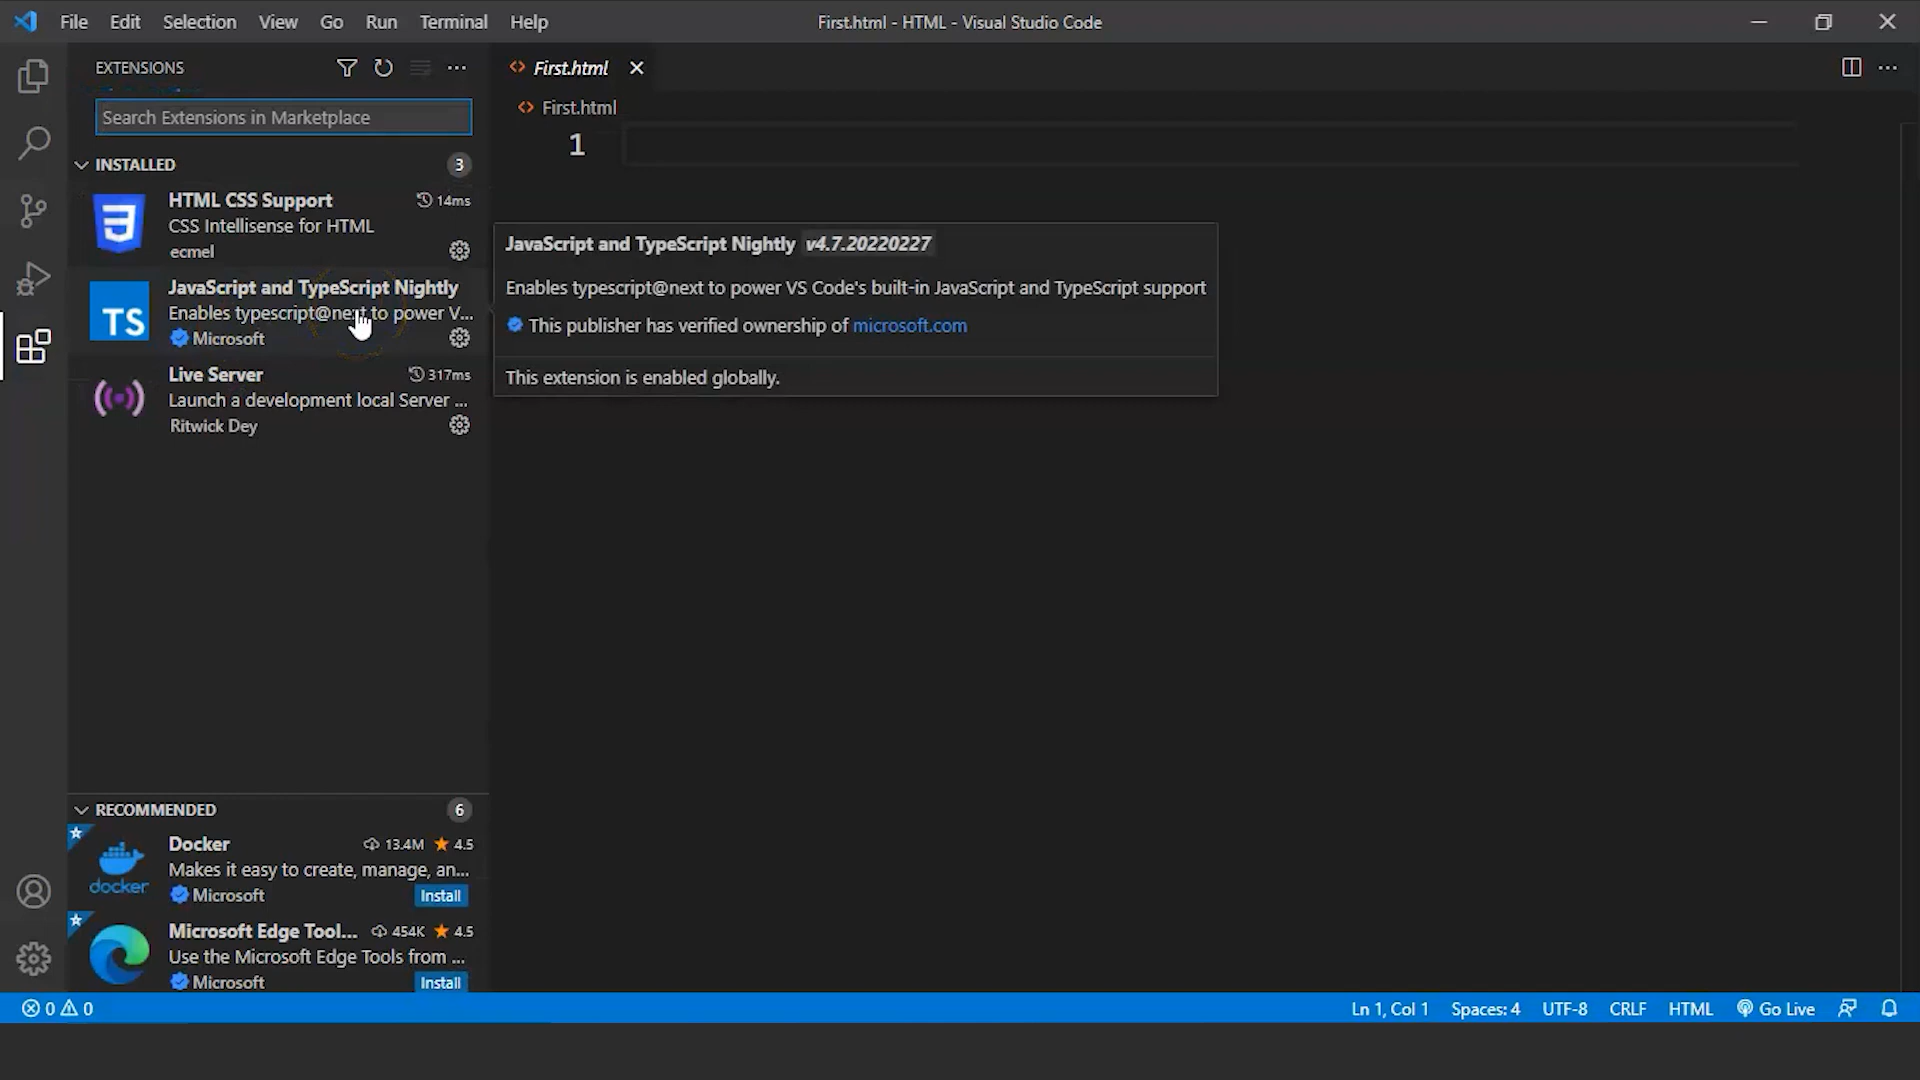 File Edit Selection View Go Run Terminal Help
First.html - HTML - Visual Studio Code
EXTENSIONS
Search Extensions in Marketplace
INSTALLED 3
HTML CSS Support 14ms
CSS Intellisense for HTML
ecmel
TS
JavaScript and TypeScript Nightly
Enables typescript@next to power V...
Microsoft
Live Server 317ms
Launch a development local Server ...
Ritwick Dey
RECOMMENDED 6
docker
Docker 13.4M 4.5
Makes it easy to create, manage, an...
Microsoft Install
Microsoft Edge Tool... 454K 4.5
Use the Microsoft Edge Tools from ...
Microsoft Install
First.html
First.html
1
JavaScript and TypeScript Nightly v4.7.20220227
Enables typescript@next to power VS Code's built-in JavaScript and TypeScript support
This publisher has verified ownership of microsoft.com
This extension is enabled globally.
0 0 Ln 1, Col 1 Spaces: 4 UTF-8 CRLF HTML Go Live